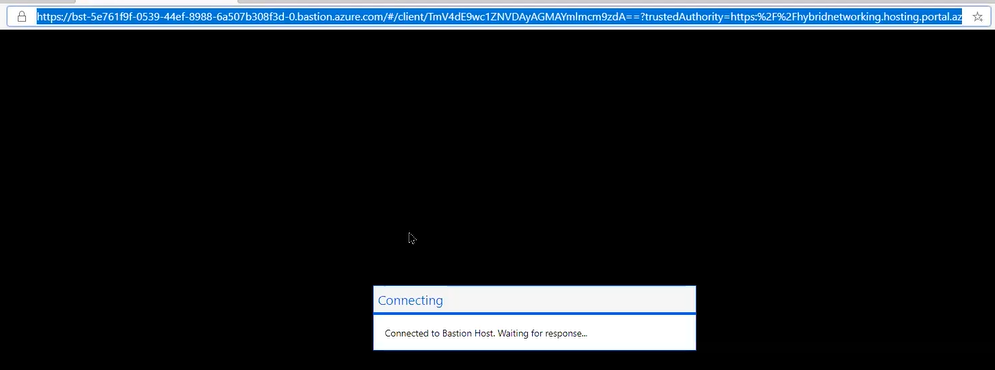 https://bst-5e761f9f-0539-44ef-8988-6a507b308f3d-0.bastion.azure.com/#/client/TmV4dE9wc1ZNVDAyAGMAYmlmcm9zdA==?trustedAuthority=https:%2F%2Fhybridnetworking.hosting.portal.az
Connecting
Connected to Bastion Host. Waiting for response...